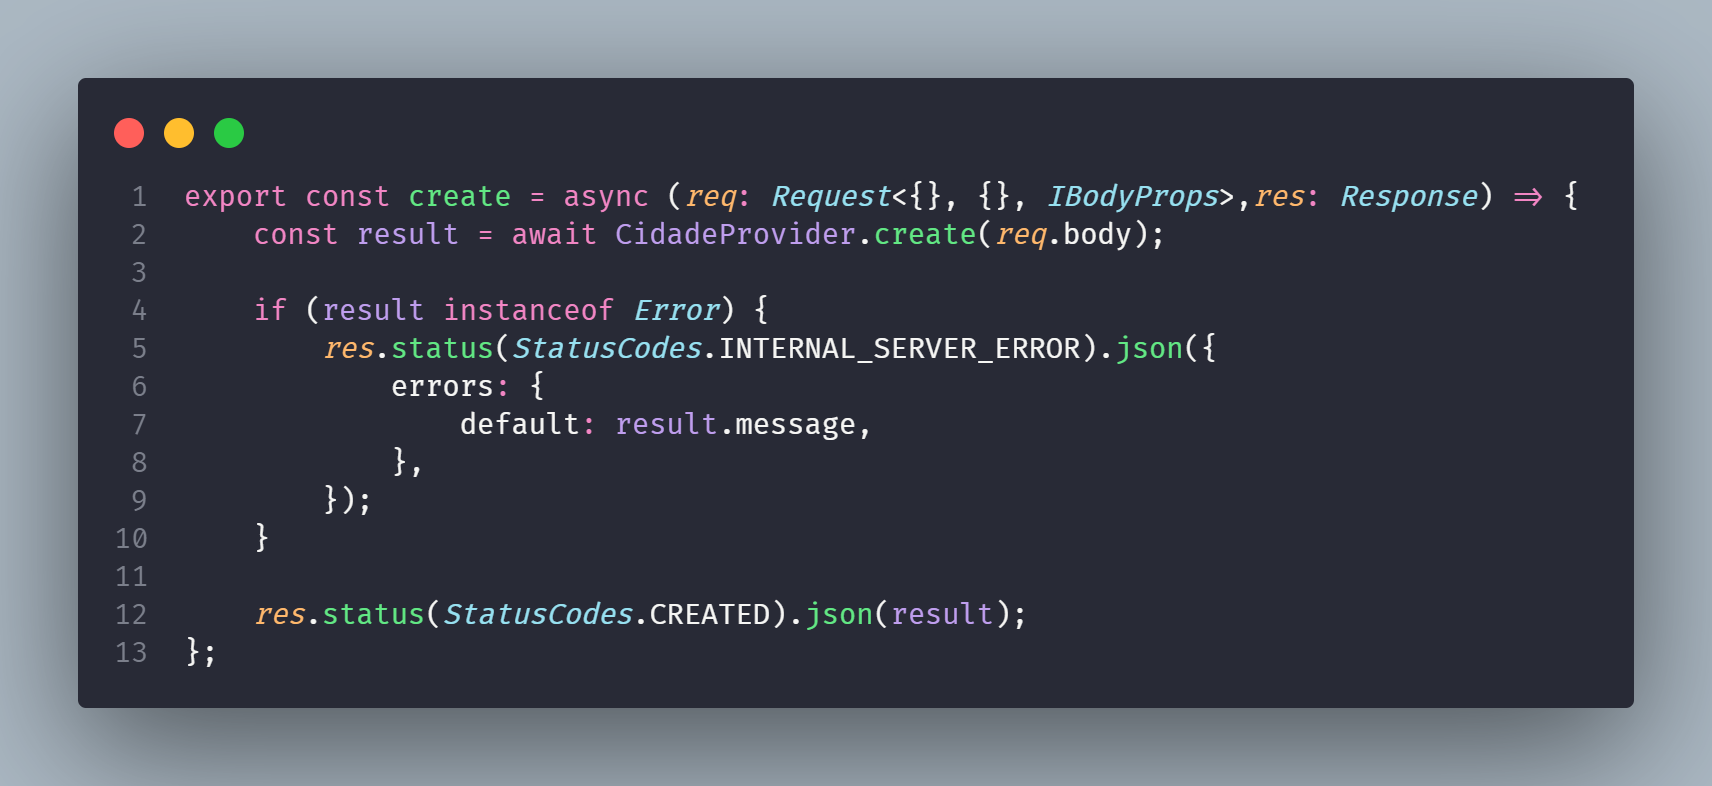 1 export const create = async (req: Request<{}, {}, IBodyProps>,res: Response) => {
2     const result = await CidadeProvider.create(req.body);
3
4     if (result instanceof Error) {
5         res.status(StatusCodes.INTERNAL_SERVER_ERROR).json({
6             errors: {
7                 default: result.message,
8             },
9         });
10     }
11
12     res.status(StatusCodes.CREATED).json(result);
13 };